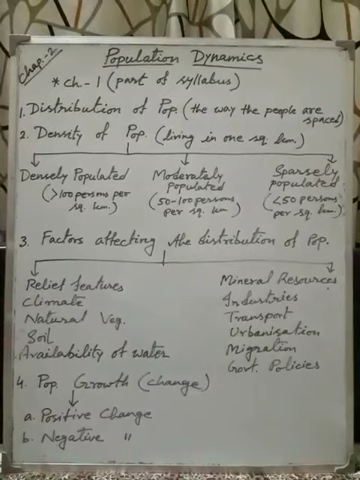 Chap.-2
Population Dynamics
* Ch-1 (part of syllabus)
1. Distribution of Pop. (the way the people are spaced)
2. Density of Pop. (living in one sq. km.)
Densely Populated (>100 persons per sq. km.)
Moderately Populated (50-100 persons per sq. km.)
Sparsely populated (<50 persons per sq. km.)
3. Factors affecting the distribution of Pop.
Relief features
Climate
Natural Veg.
Soil
Availability of water
Mineral Resources
Industries
Transport
Urbanisation
Migration
Govt. Policies
4. Pop. Growth (change)
a. Positive Change
b. Negative "